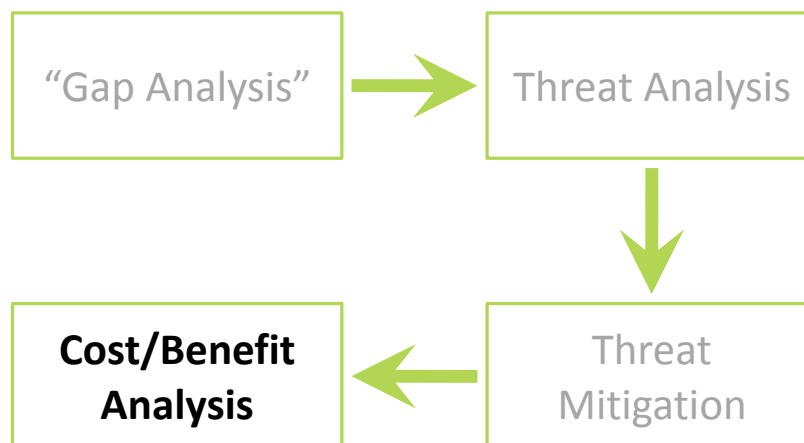 “Gap Analysis”
Threat Analysis
Cost/Benefit
Analysis
Threat
Mitigation